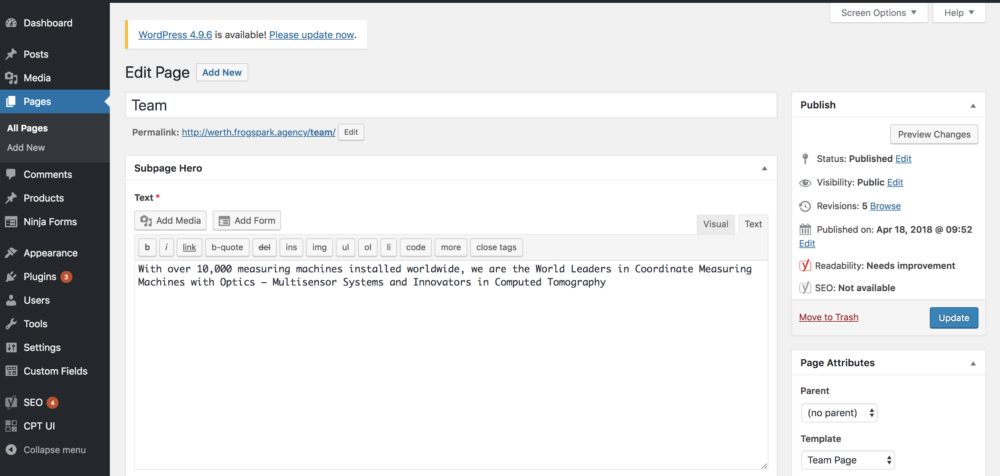 Dashboard
Posts
Media
Pages
All Pages
Add New
Comments
Products
Ninja Forms
Appearance
Plugins 3
Users
Tools
Settings
Custom Fields
SEO 4
CPT UI
Collapse menu
Screen Options
Help
WordPress 4.9.6 is available! Please update now.
Edit Page Add New
Team
Permalink: http://werth.frogspark.agency/team/ Edit
Subpage Hero
Text *
Add Media Add Form
Visual Text
b i link b-quote del ins img ul ol li code more close tags
With over 10,000 measuring machines installed worldwide, we are the World Leaders in Coordinate Measuring
Machines with Optics – Multisensor Systems and Innovators in Computed Tomography
Publish
Preview Changes
Status: Published Edit
Visibility: Public Edit
Revisions: 5 Browse
Published on: Apr 18, 2018 @ 09:52
Edit
Readability: Needs improvement
SEO: Not available
Move to Trash Update
Page Attributes
Parent
(no parent)
Template
Team Page